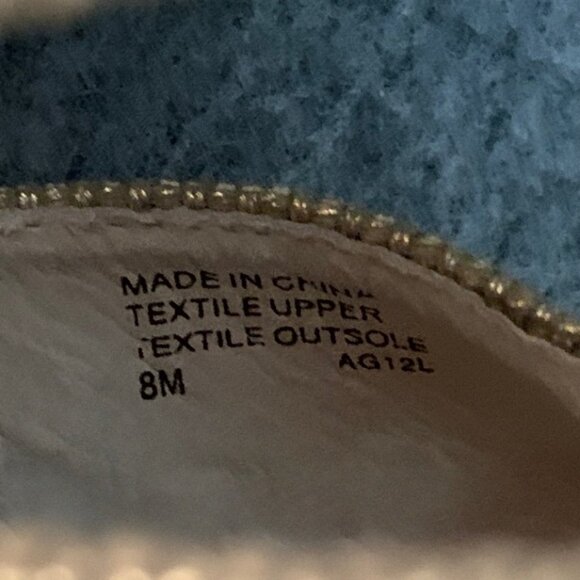 MADE IN CHINA
TEXTILE UPPER
TEXTILE OUTSOLE
AG12L
8M